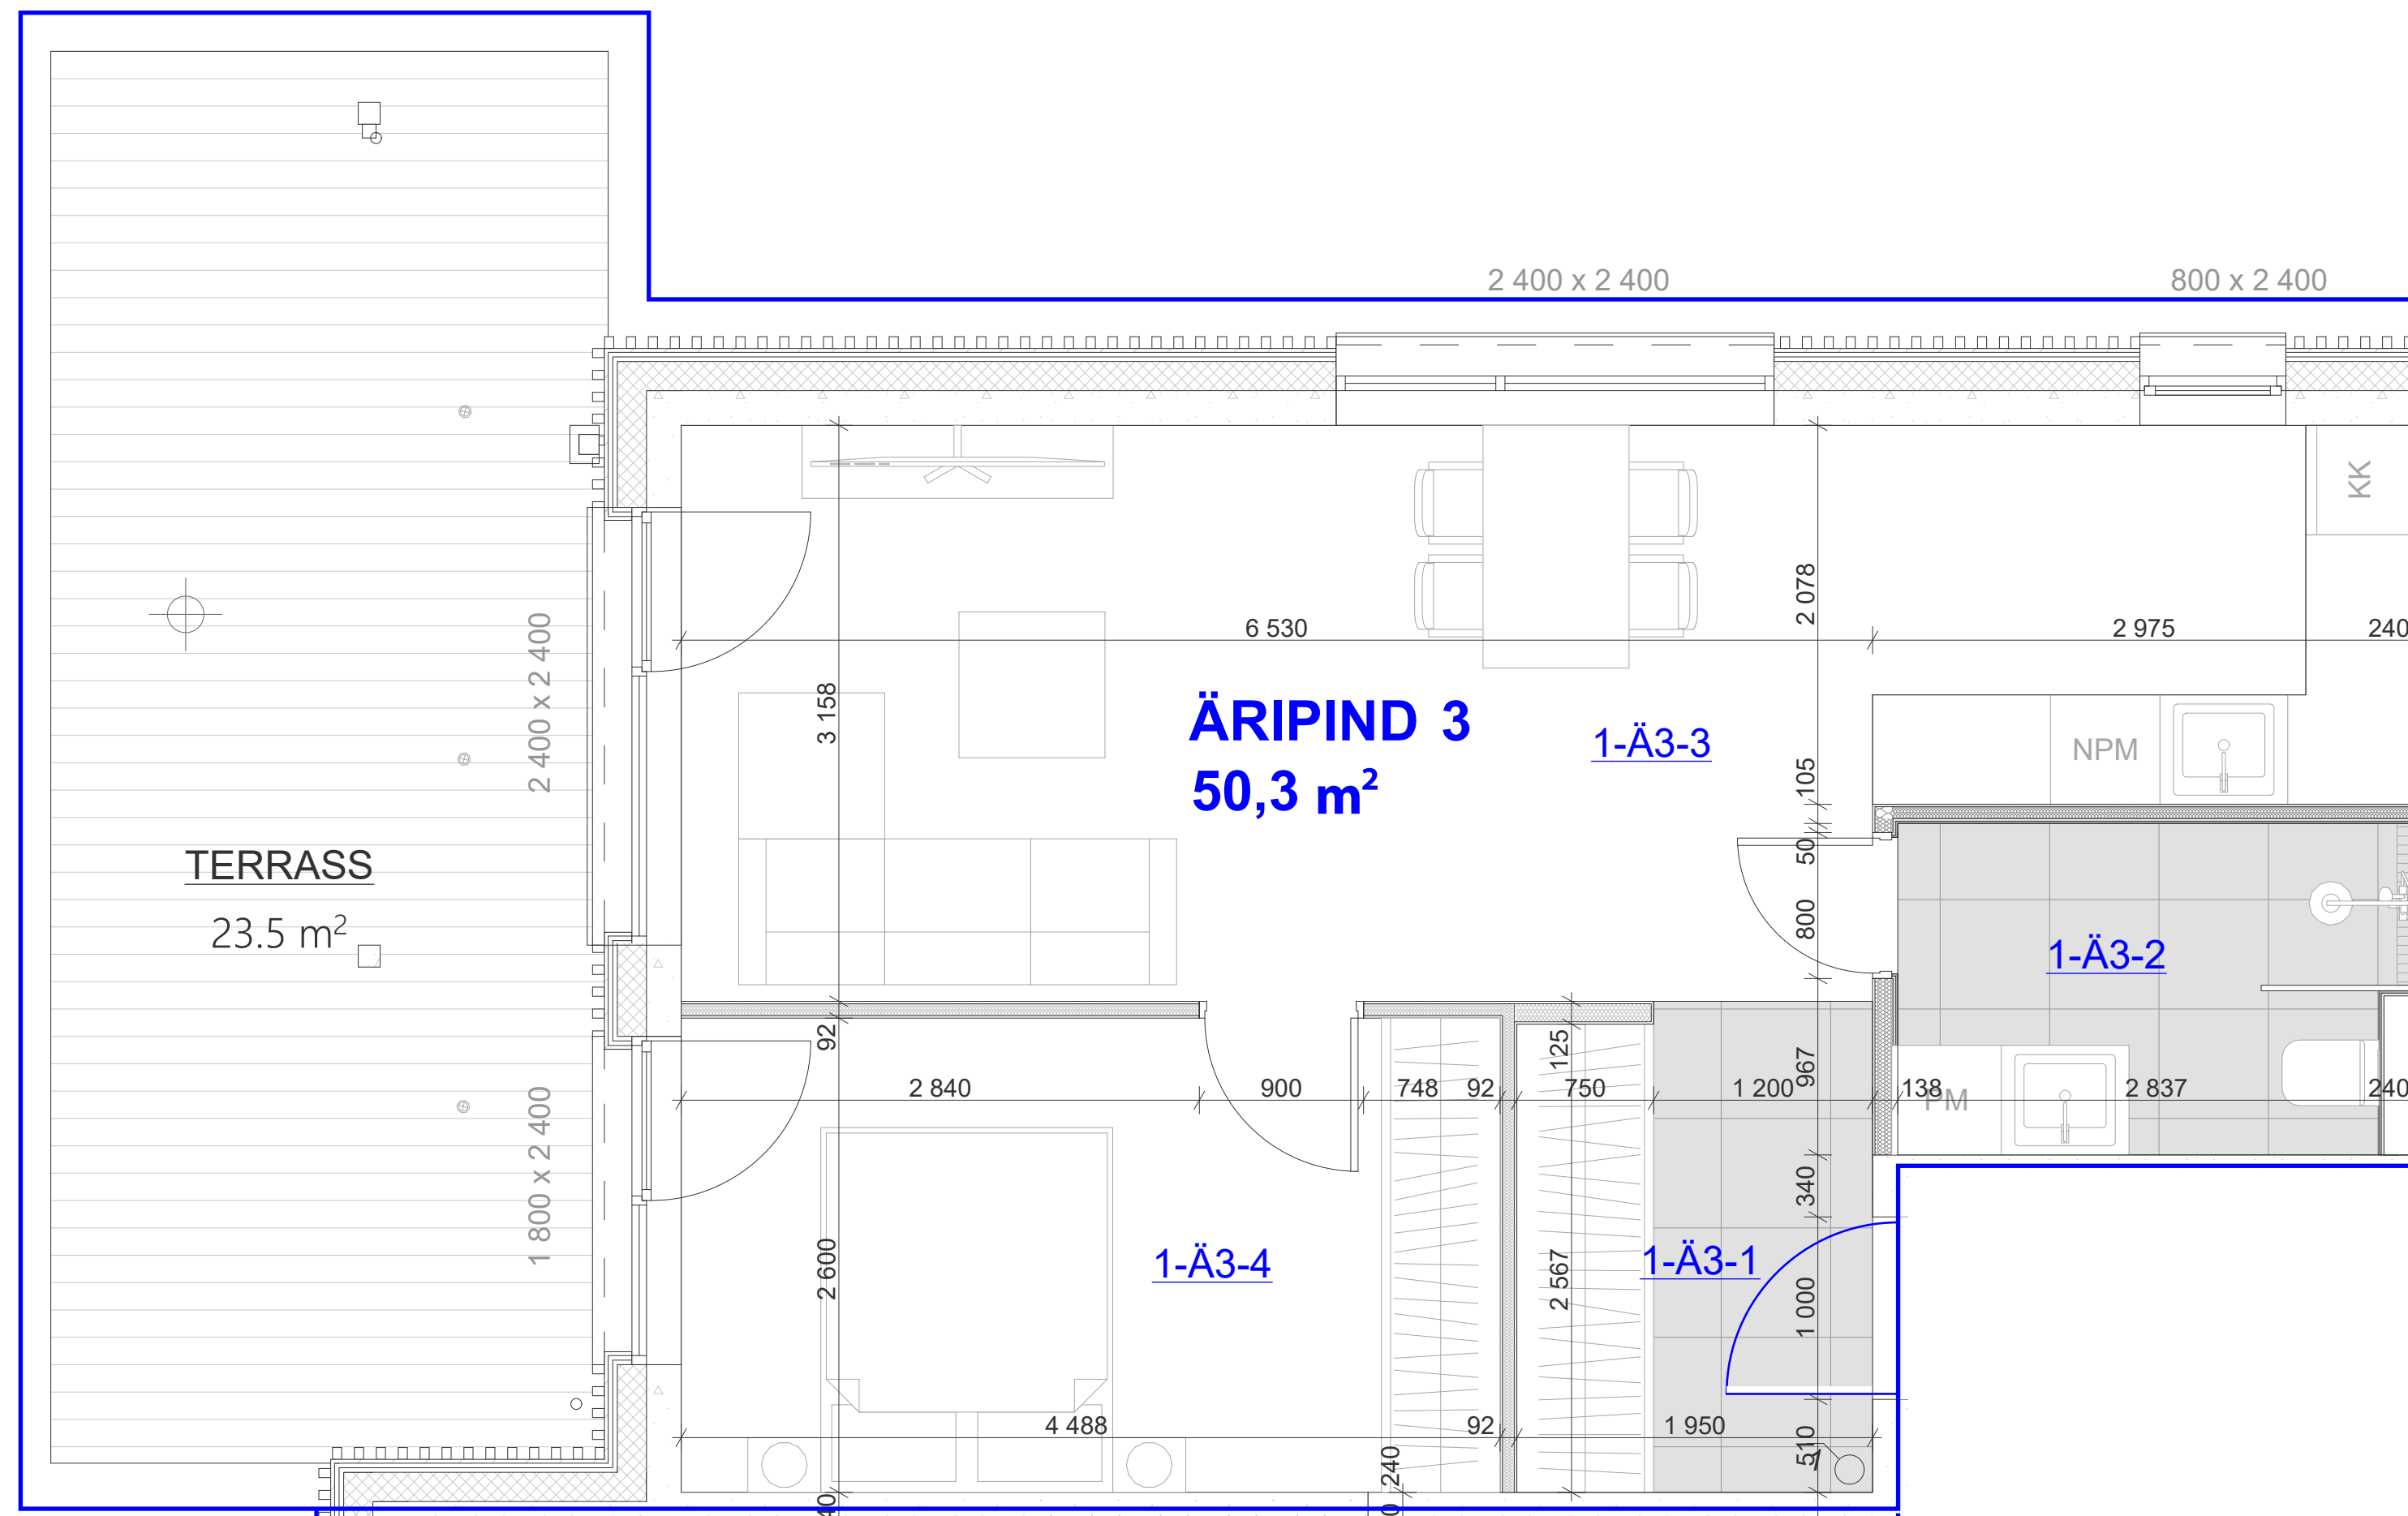 2 400 x 2 400
800 x 2 400
KK
2 078
6 530
2 975
240
2 400 x 2 400
3 158
ÄRIPIND 3
50,3 m²
1-Ä3-3
NPM
105
50
TERRASS
23.5 m²
800
1-Ä3-2
92
125
967
2 840
900
748
92
750
1 200
138
PM
2 837
240
1 800 x 2 400
340
2 600
1-Ä3-4
2 567
1-Ä3-1
1 000
4 488
92
1 950
510
240